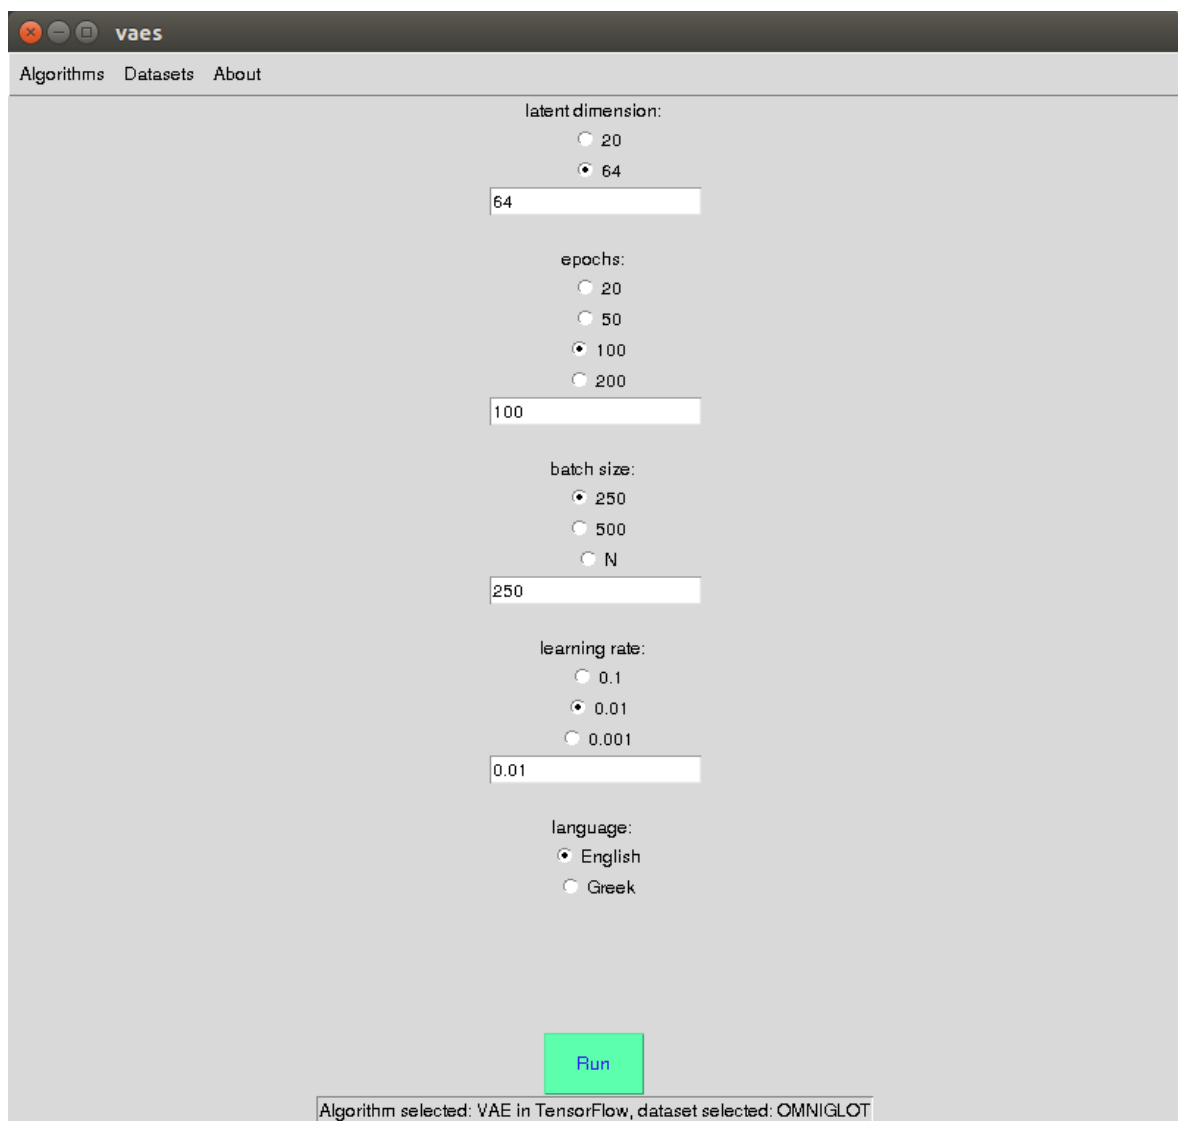 vaes
Algorithms Datasets About
latent dimension:
20
64
64
epochs:
20
50
100
200
100
batch size:
250
500
N
250
learning rate:
0.1
0.01
0.001
0.01
language:
English
Greek
Run
Algorithm selected: VAE in TensorFlow, dataset selected: OMNIGLOT